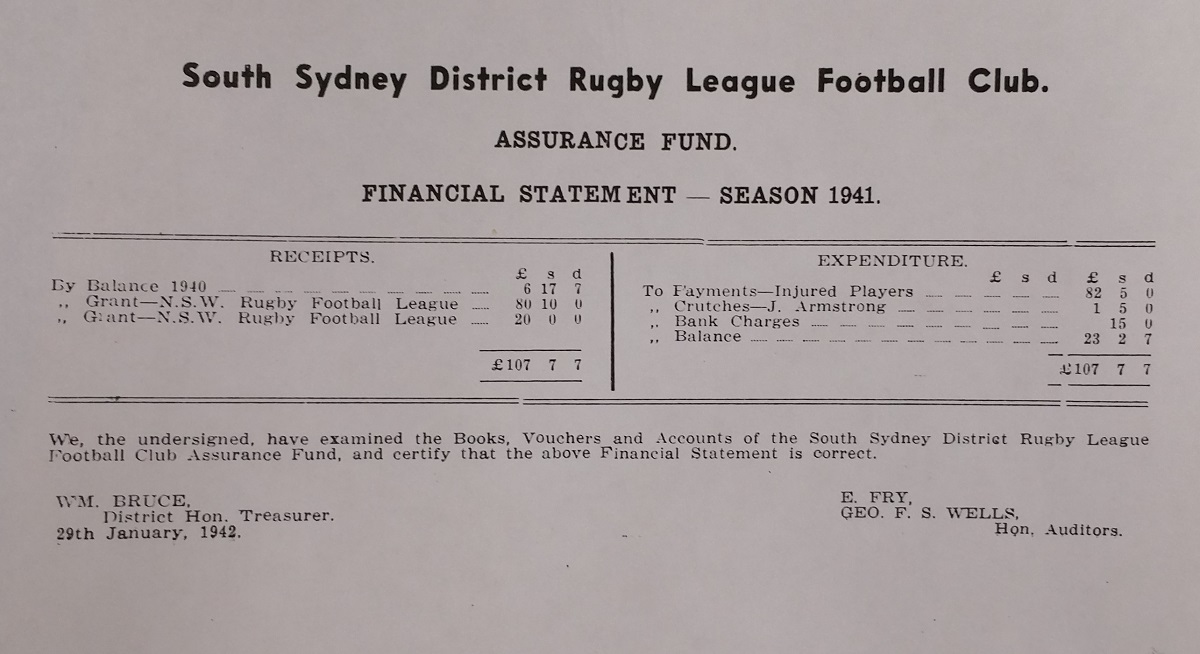 South Sydney District Rugby League Football Club.
ASSURANCE FUND.
FINANCIAL STATEMENT — SEASON 1941.
RECEIPTS.
£ s d
By Balance 1940 6 17 7
,, Grant—N.S.W. Rugby Football League 80 10 0
,, Grant—N.S.W. Rugby Football League 20 0 0
£107 7 7
EXPENDITURE.
£ s d £ s d
To Payments—Injured Players 82 5 0
,, Crutches—J. Armstrong 1 5 0
,, Bank Charges 15 0
,, Balance 23 2 7
£107 7 7
We, the undersigned, have examined the Books, Vouchers and Accounts of the South Sydney District Rugby League
Football Club Assurance Fund, and certify that the above Financial Statement is correct.
WM. BRUCE,
District Hon. Treasurer.
29th January, 1942.
E. FRY,
GEO. F. S. WELLS,
Hon. Auditors.